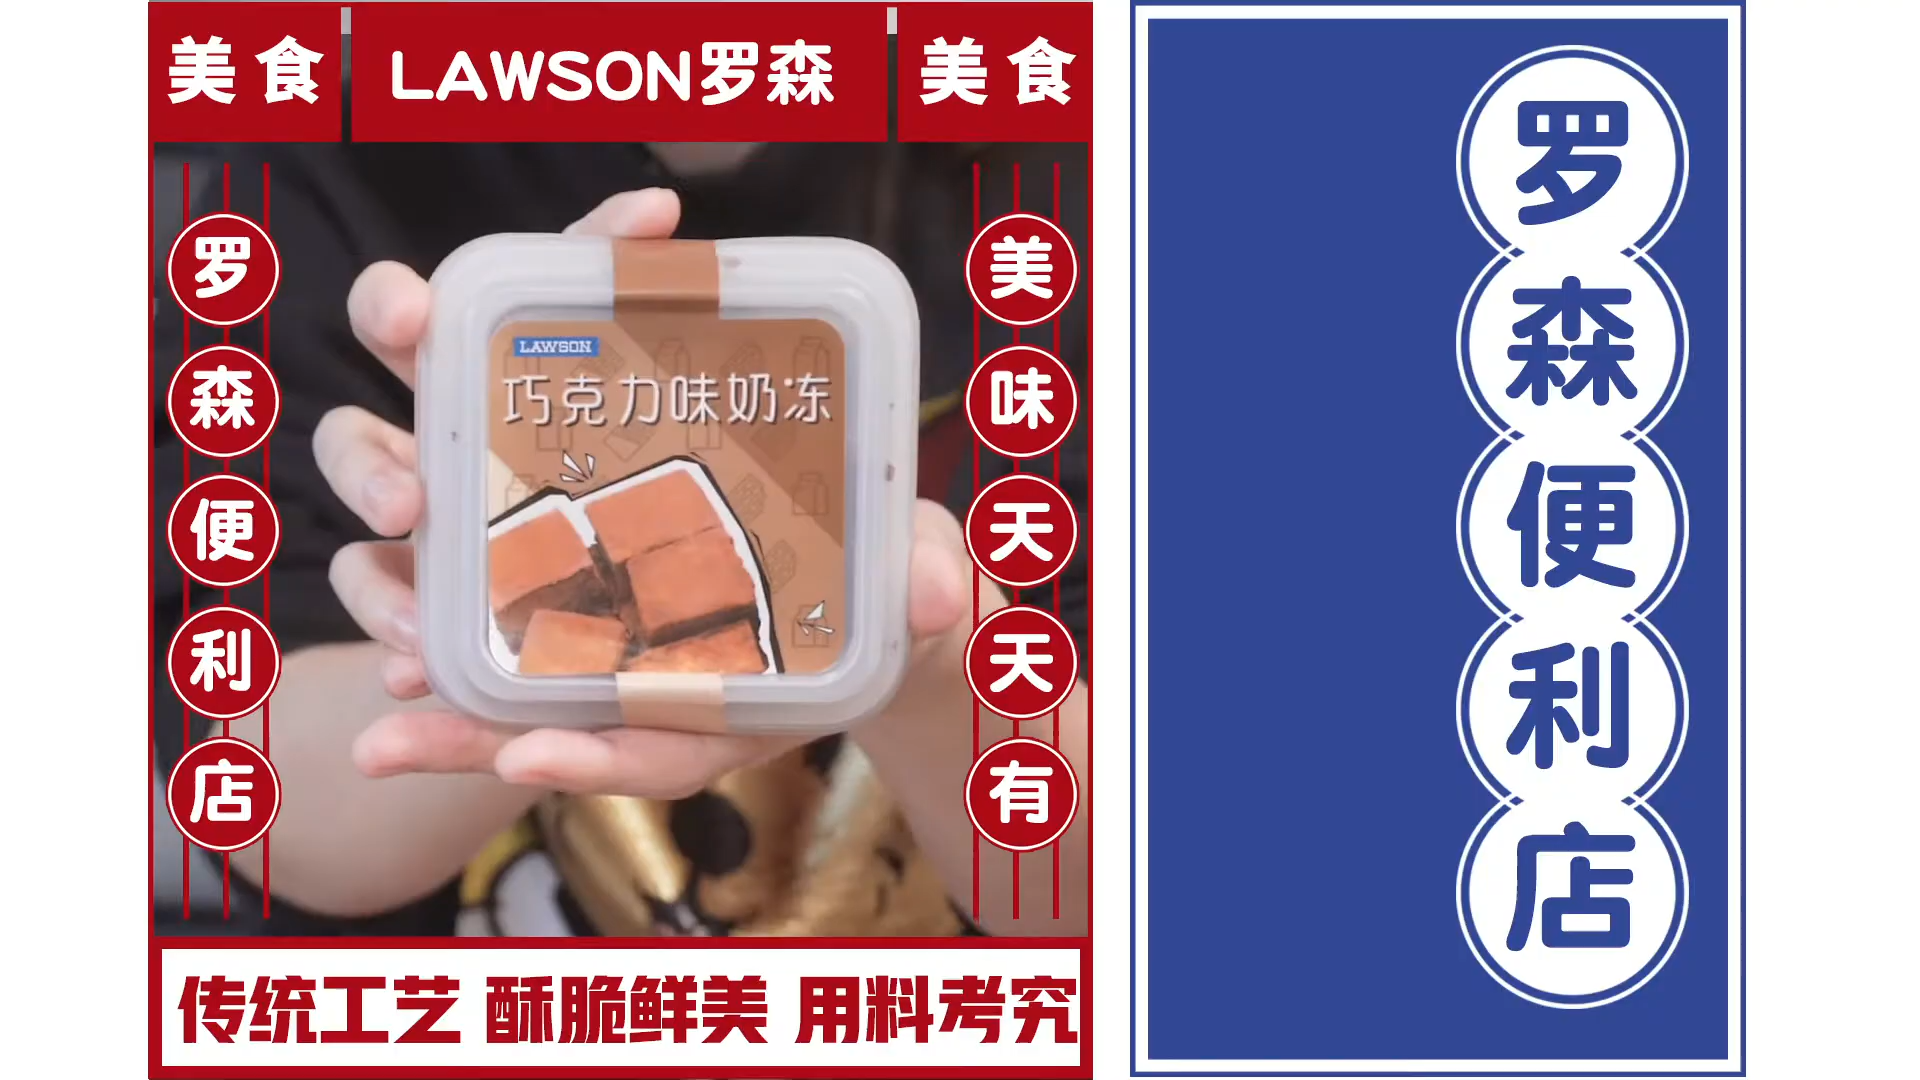 美食
LAWSON罗森
美食
罗森便利店
LAWSON
巧克力味奶冻
美味天天有
传统工艺 酥脆鲜美 用料考究
罗森便利店